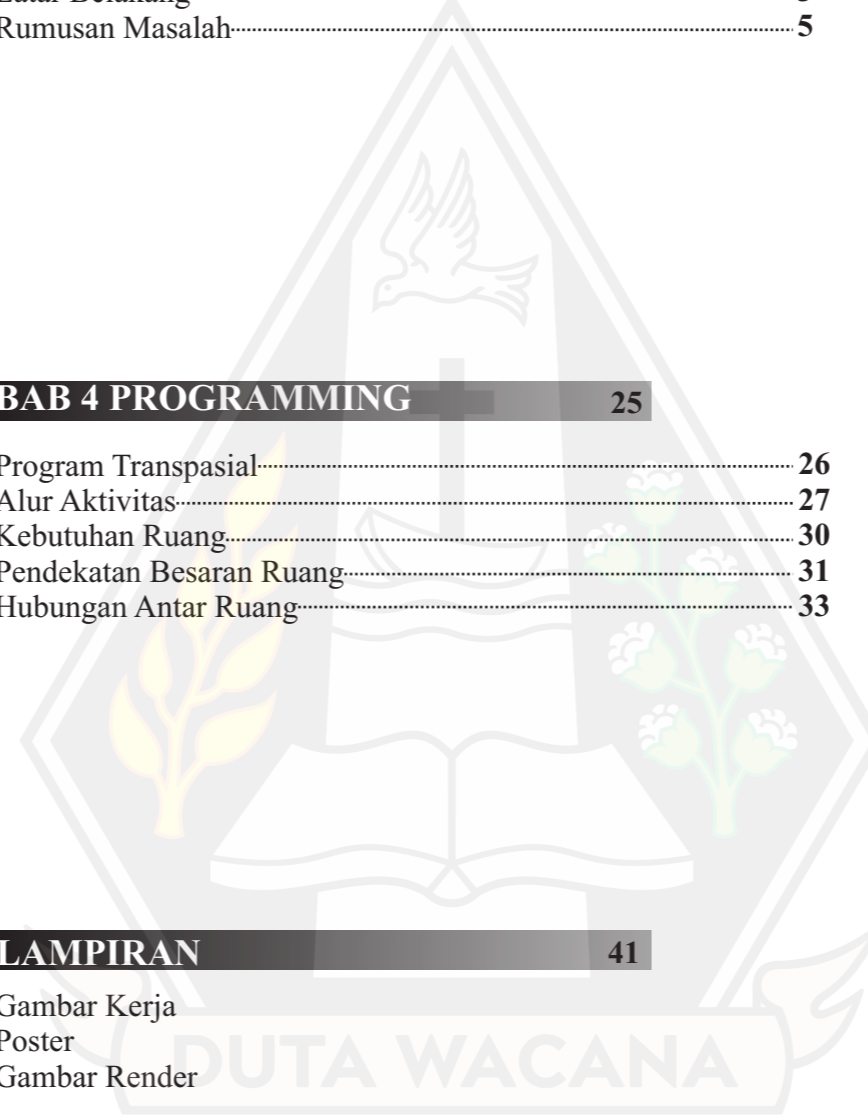 Rumusan Masalah 5
BAB 4 PROGRAMMING 25
Program Transpasial 26
Alur Aktivitas 27
Kebutuhan Ruang 30
Pendekatan Besaran Ruang 31
Hubungan Antar Ruang 33
LAMPIRAN 41
Gambar Kerja
Poster
Gambar Render
DUTA WACANA